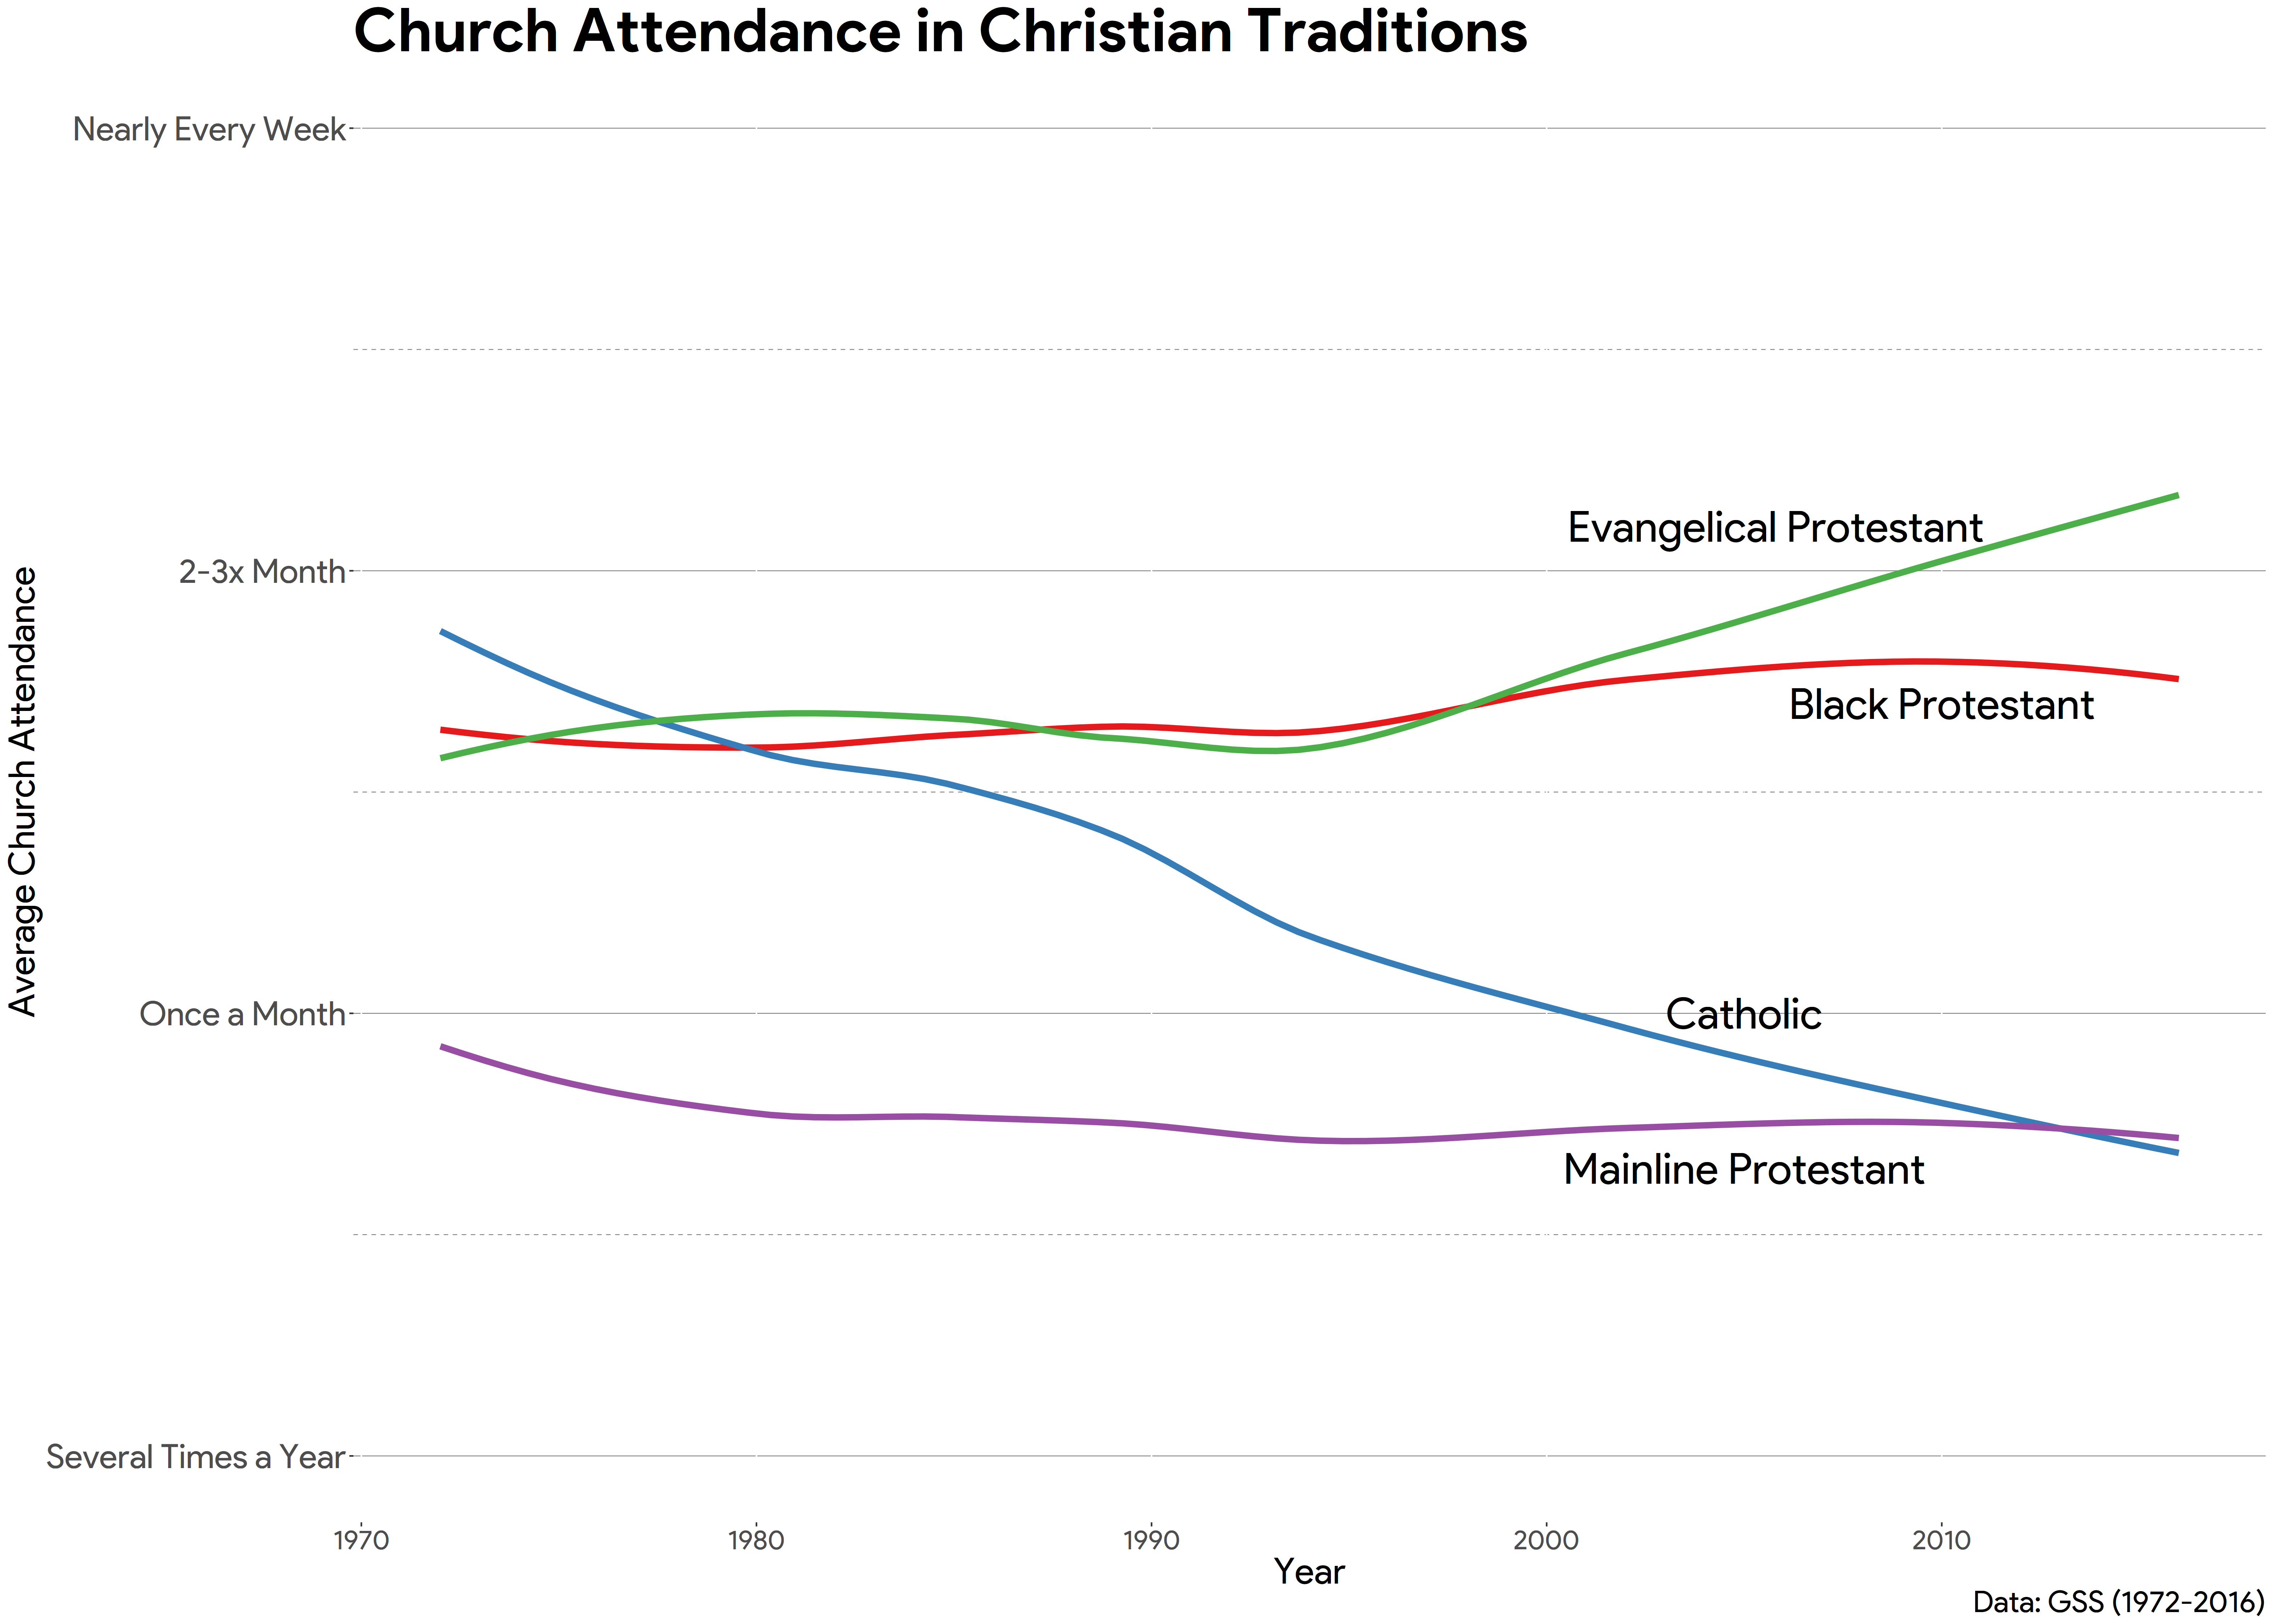 Church Attendance in Christian Traditions
Nearly Every Week
2-3x Month
Once a Month
Several Times a Year
Average Church Attendance
Evangelical Protestant
Black Protestant
Catholic
Mainline Protestant
1970
1980
1990
2000
2010
Year
Data: GSS (1972-2016)